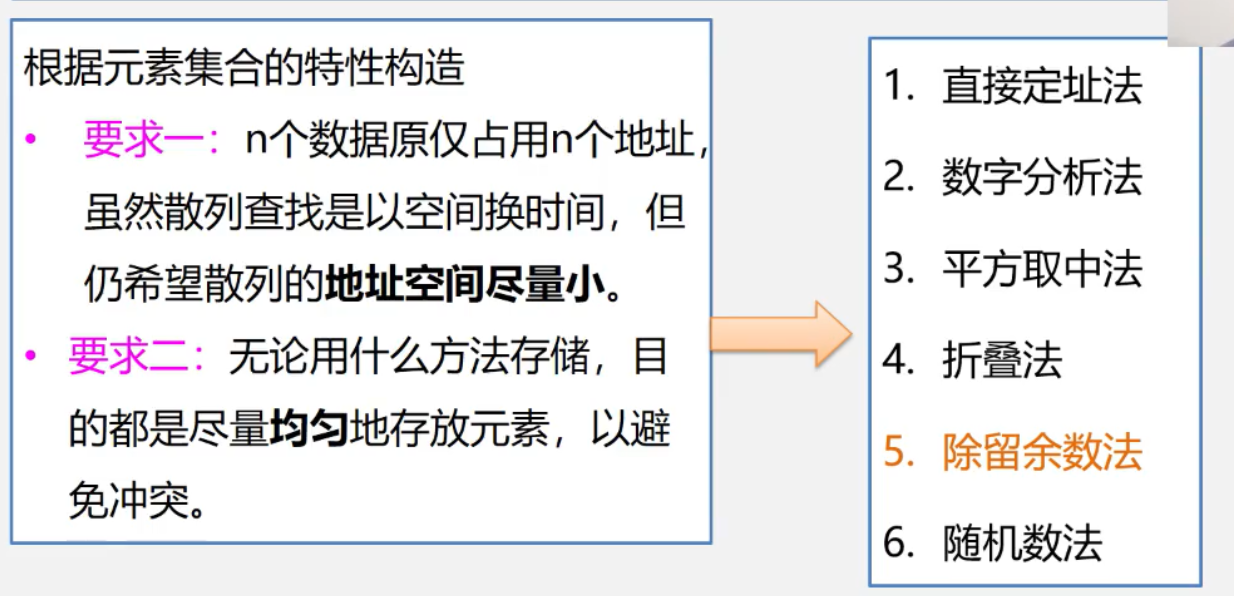 根据元素集合的特性构造
• 要求一：n个数据原仅占用n个地址，
虽然散列查找是以空间换时间，但
仍希望散列的地址空间尽量小。
• 要求二：无论用什么方法存储，目
的都是尽量均匀地存放元素，以避
免冲突。
1. 直接定址法
2. 数字分析法
3. 平方取中法
4. 折叠法
5. 除留余数法
6. 随机数法